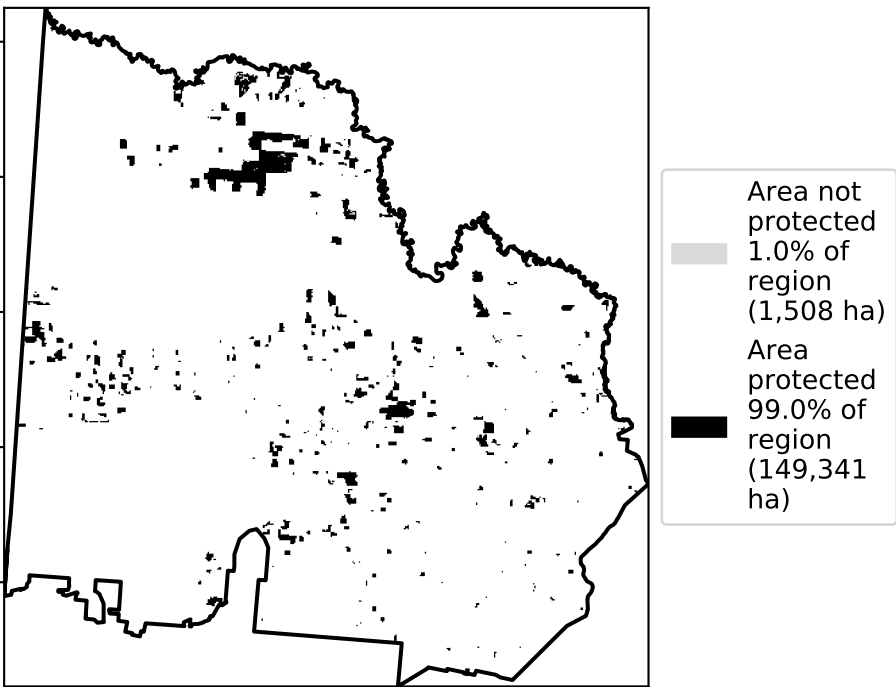 Area not
protected
1.0% of
region
(1,508 ha)
Area
protected
99.0% of
region
(149,341
ha)